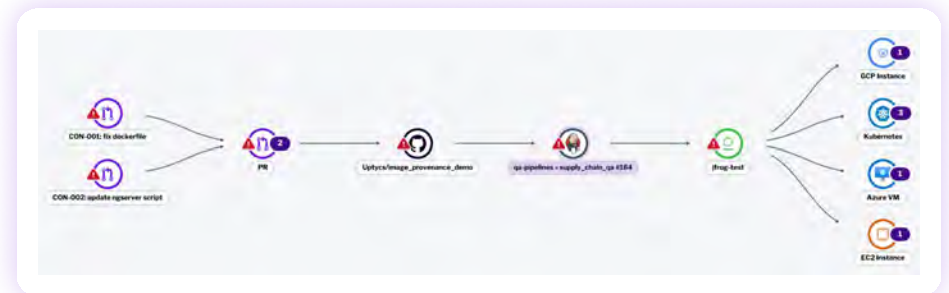 CON-001: fix dockerfile
CON-002: update ngserver script
2
PR
Uptycs/image_provenance_demo
qa-pipelines » supply_chain_qa #164
jfrog-test
1
GCP Instance
3
Kubernetes
1
Azure VM
1
EC2 Instance